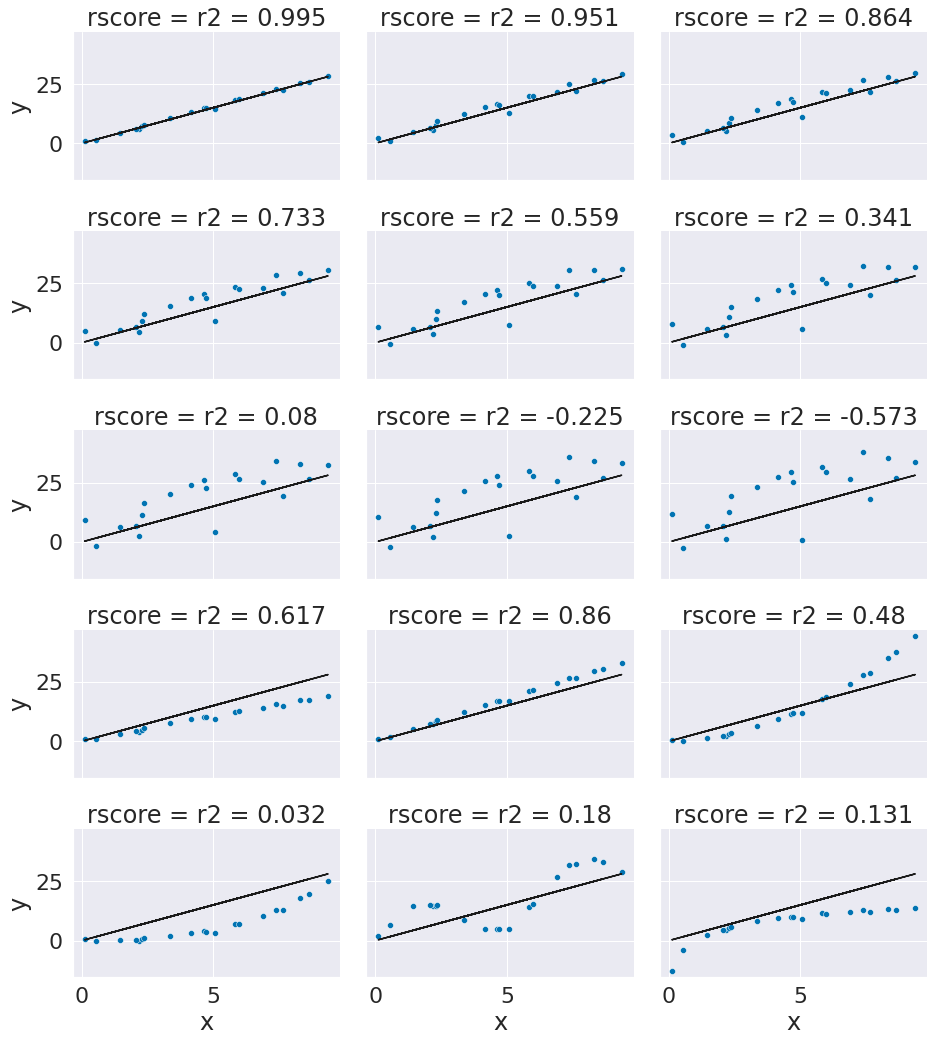 rscore = r2 = 0.995 rscore = r2 = 0.951 rscore = r2 = 0.864
25
y
0
rscore = r2 = 0.733 rscore = r2 = 0.559 rscore = r2 = 0.341
25
y
0
rscore = r2 = 0.08 rscore = r2 = -0.225 rscore = r2 = -0.573
25
y
0
rscore = r2 = 0.617 rscore = r2 = 0.86 rscore = r2 = 0.48
25
y
0
rscore = r2 = 0.032 rscore = r2 = 0.18 rscore = r2 = 0.131
25
y
0
0 5 0 5 0 5
x x x